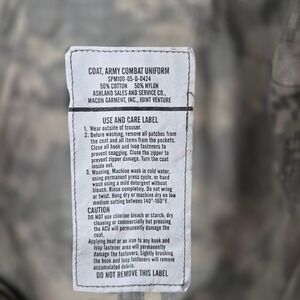 COAT, ARMY COMBAT UNIFORM
SPM100-05-D-0424
50% COTTON 50% NYLON
ASHLAND SALES AND SERVICE CO.,
MACON GARMENT, INC., JOINT VENTURE
USE AND CARE LABEL
1. Wear outside of trouser.
2. Before washing, remove all patches from
the coat and all items from the pockets.
Close all hook and loop fasteners to
prevent snagging. Close the zipper to
prevent zipper damage. Turn the coat
inside out.
3. Washing. Machine wash in cold water,
using permanent press cycle, or hand
wash using a mild detergent without
bleach. Rinse completely. Do not wring
or twist. Hang dry or machine dry on low
medium setting between 140°-150°F.
CAUTION
DO NOT use chlorine bleach or starch, dry
cleaning or commercially hot pressing
the ACU will permanently damage the
coat.
Applying heat or an iron to any hook and
loop fastener area will permanently
damage the fasteners; Lightly brushing
the hook and loop fasteners will remove
accumulated debris.
DO NOT REMOVE THIS LABEL